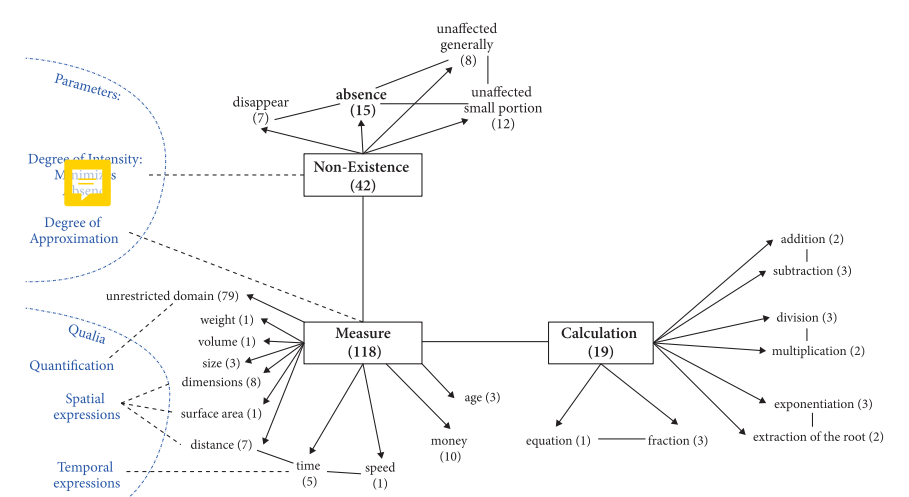 unaffected
generally
(8)
Parameters:
absence
(15)
disappear
(7)
unaffected
small portion
(12)
Degree of Intensity:
Non-Existence
(42)
Degree of
Approximation
addition (2)
subtraction (3)
unrestricted domain (79)
weight (1)
volume (1)
size (3)
dimensions (8)
surface area (1)
distance (7)
Qualia
Quantification
Spatial
expressions
Temporal
expressions
Measure
(118)
Calculation
(19)
division (3)
multiplication (2)
age (3)
money
(10)
time
(5)
speed
(1)
equation (1)
fraction (3)
exponentiation (3)
extraction of the root (2)